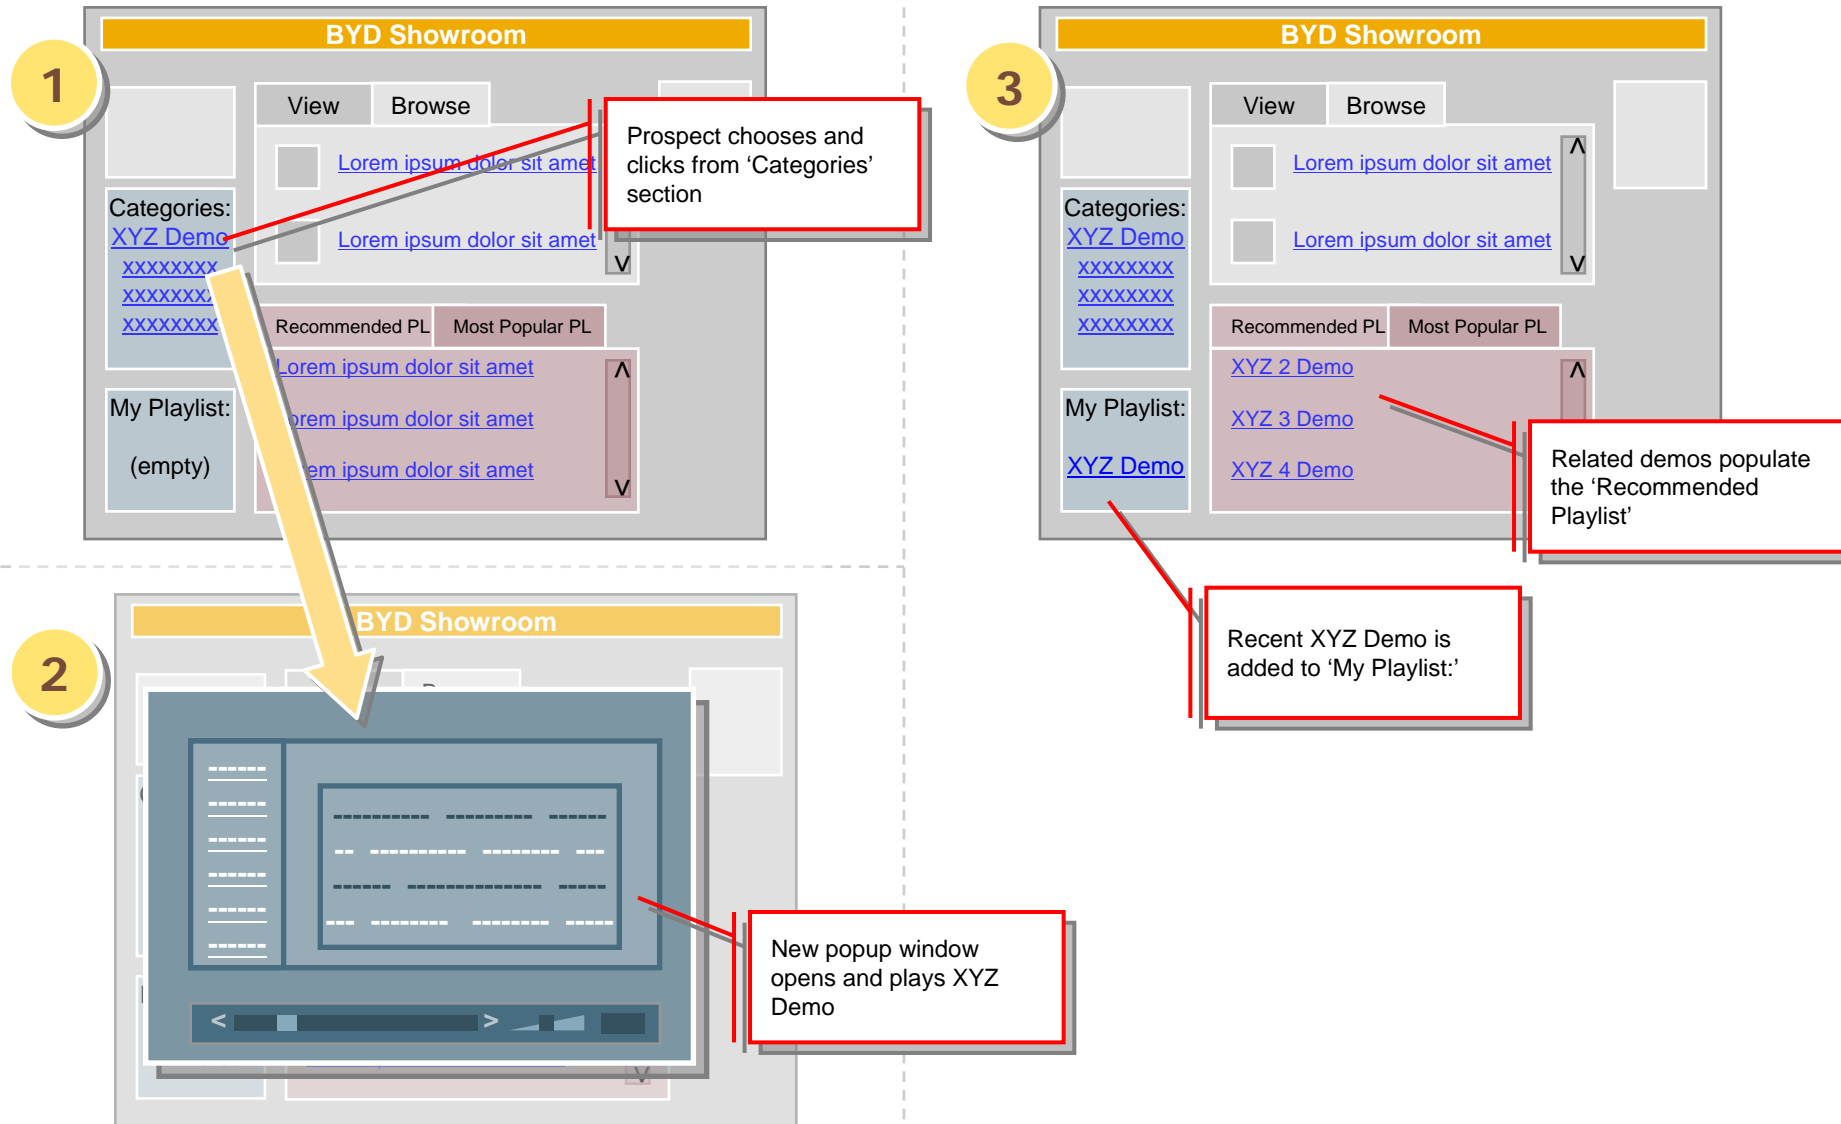 1
BYD Showroom
View
Browse
Lorem ipsum dolor sit amet
Lorem ipsum dolor sit amet
Prospect chooses and
clicks from ‘Categories’
section
Categories:
XYZ Demo
xxxxxxxx
xxxxxxxx
xxxxxxxx
Recommended PL
Most Popular PL
Lorem ipsum dolor sit amet
Lorem ipsum dolor sit amet
Lorem ipsum dolor sit amet
My Playlist:
(empty)
2
BYD Showroom
New popup window
opens and plays XYZ
Demo
3
BYD Showroom
View
Browse
Lorem ipsum dolor sit amet
Lorem ipsum dolor sit amet
Categories:
XYZ Demo
xxxxxxxx
xxxxxxxx
xxxxxxxx
Recommended PL
Most Popular PL
XYZ 2 Demo
XYZ 3 Demo
XYZ 4 Demo
My Playlist:
XYZ Demo
Related demos populate
the ‘Recommended
Playlist’
Recent XYZ Demo is
added to ‘My Playlist:’